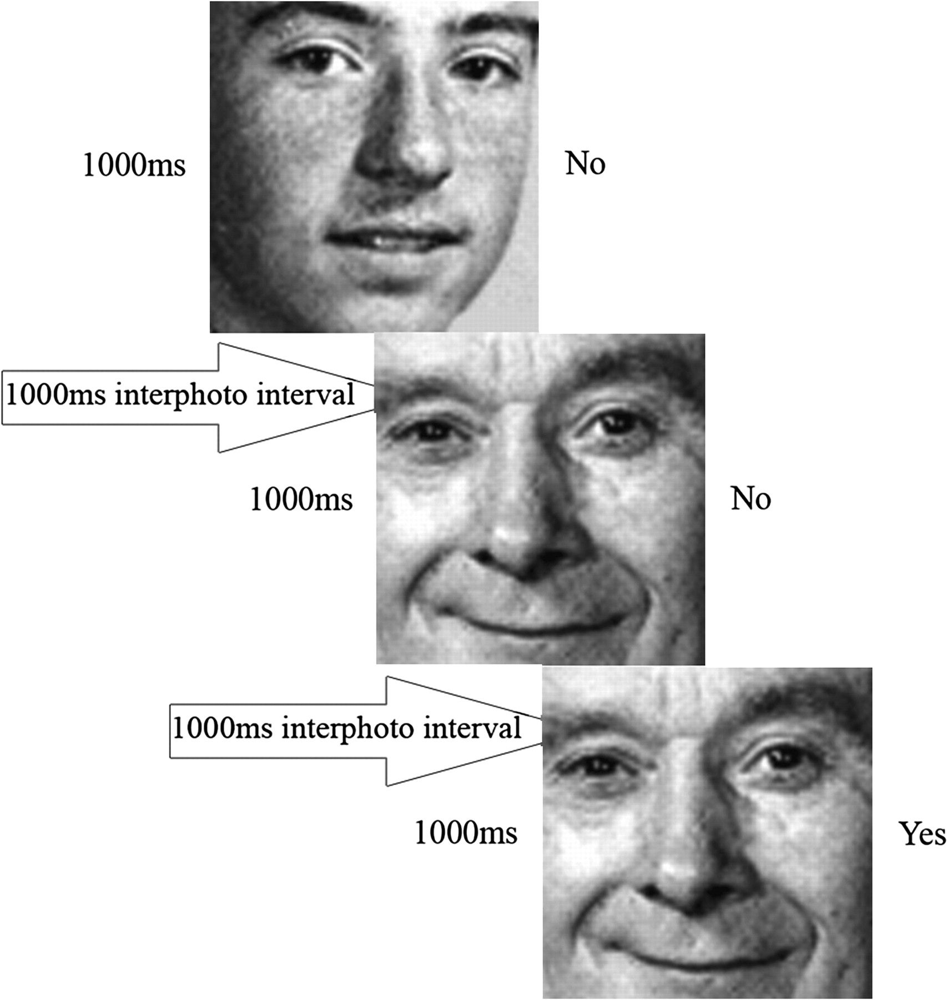 1000ms
No
1000ms interphoto interval
1000ms
No
1000ms interphoto interval
1000ms
Yes